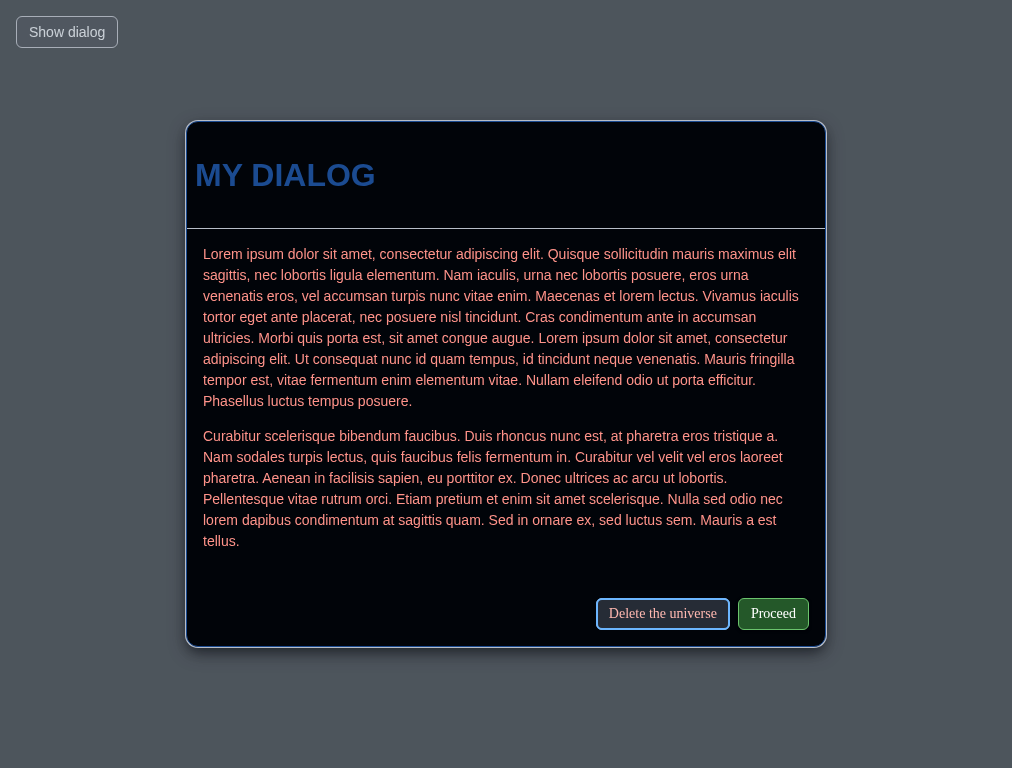 Show dialog
MY DIALOG
Lorem ipsum dolor sit amet, consectetur adipiscing elit. Quisque sollicitudin mauris maximus elit
sagittis, nec lobortis ligula elementum. Nam iaculis, urna nec lobortis posuere, eros urna
venenatis eros, vel accumsan turpis nunc vitae enim. Maecenas et lorem lectus. Vivamus iaculis
tortor eget ante placerat, nec posuere nisl tincidunt. Cras condimentum ante in accumsan
ultricies. Morbi quis porta est, sit amet congue augue. Lorem ipsum dolor sit amet, consectetur
adipiscing elit. Ut consequat nunc id quam tempus, id tincidunt neque venenatis. Mauris fringilla
tempor est, vitae fermentum enim elementum vitae. Nullam eleifend odio ut porta efficitur.
Phasellus luctus tempus posuere.
Curabitur scelerisque bibendum faucibus. Duis rhoncus nunc est, at pharetra eros tristique a.
Nam sodales turpis lectus, quis faucibus felis fermentum in. Curabitur vel velit vel eros laoreet
pharetra. Aenean in facilisis sapien, eu porttitor ex. Donec ultrices ac arcu ut lobortis.
Pellentesque vitae rutrum orci. Etiam pretium et enim sit amet scelerisque. Nulla sed odio nec
lorem dapibus condimentum at sagittis quam. Sed in ornare ex, sed luctus sem. Mauris a est
tellus.
Delete the universe Proceed